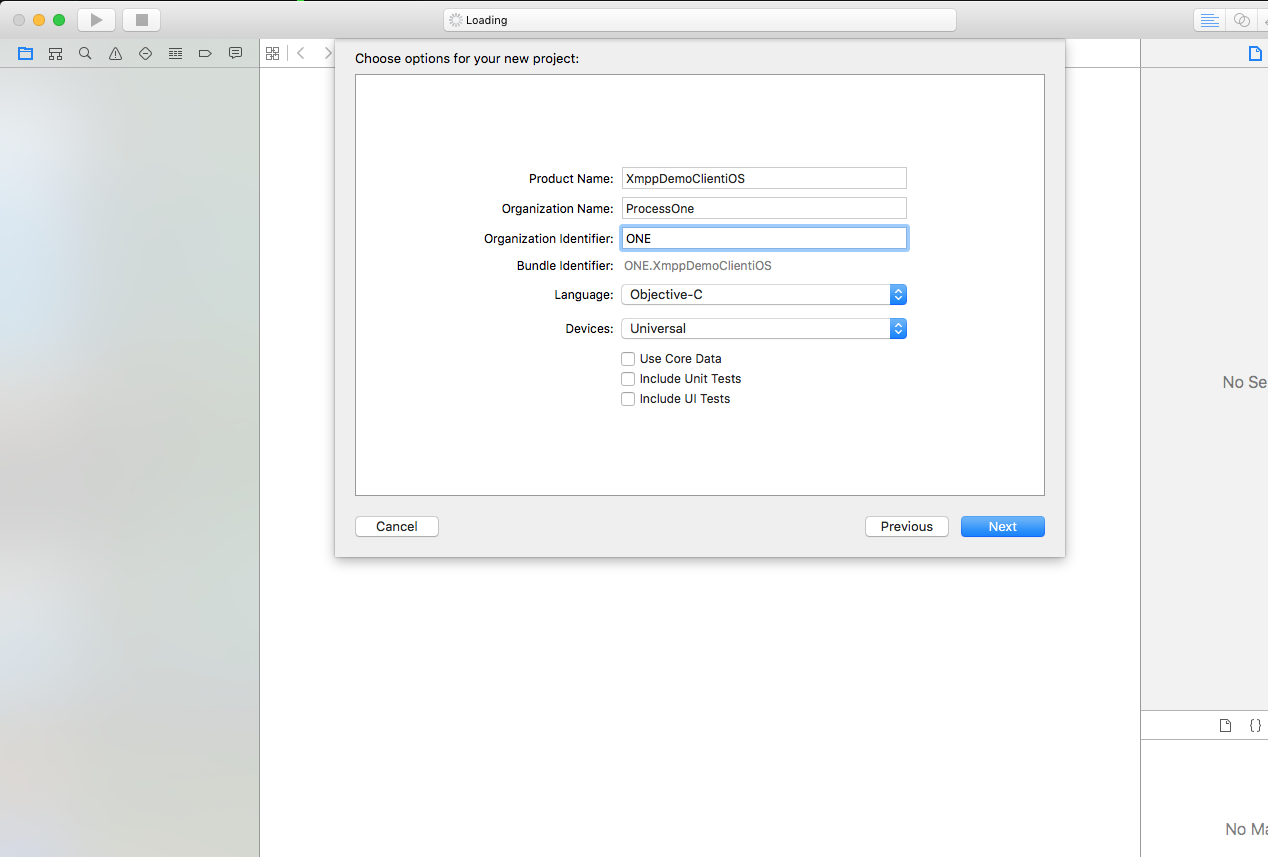 Loading
Choose options for your new project:
Product Name: XmppDemoClientiOS
Organization Name: ProcessOne
Organization Identifier: ONE
Bundle Identifier: ONE.XmppDemoClientiOS
Language: Objective-C
Devices: Universal
Use Core Data
Include Unit Tests
Include UI Tests
No Se
Cancel Previous Next
{}
No Ma